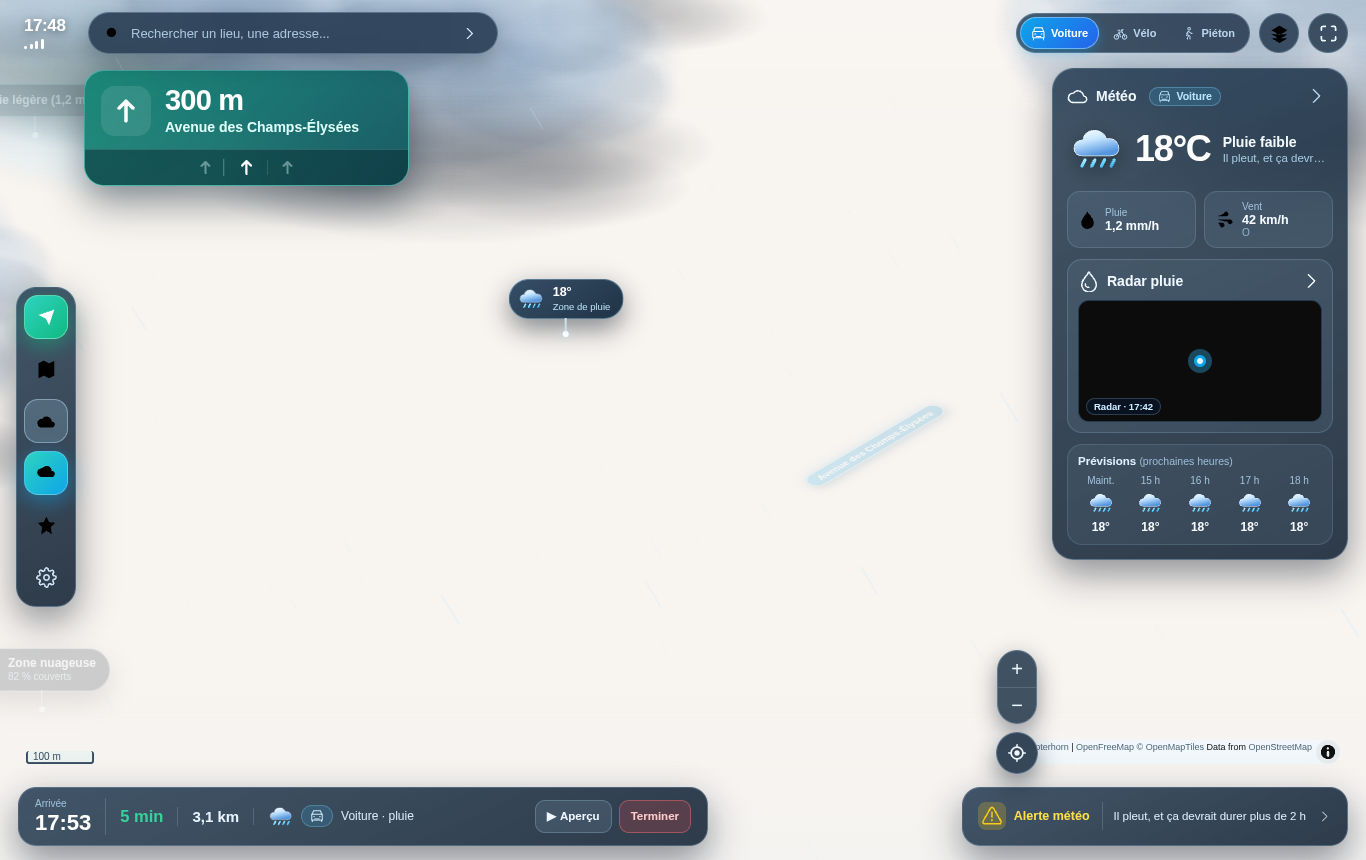 17:48
Rechercher un lieu, une adresse...
Voiture
Vélo
Piéton
légère (1,2
300 m
Avenue des Champs-Élysées
Météo
Voiture
18°C
Pluie faible
Il pleut, et ça devr…
Pluie
1,2 mm/h
Vent
42 km/h
O
Radar pluie
Radar · 17:42
Prévisions (prochaines heures)
Maint. 15 h 16 h 17 h 18 h
18° 18° 18° 18° 18°
18°
Zone de pluie
Avenue des Champs-Élysées
Zone nuageuse
82 % couverts
100 m
+
−
| OpenFreeMap © OpenMapTiles Data from OpenStreetMap
Arrivée
17:53
5 min
3,1 km
Voiture · pluie
▶ Aperçu
Terminer
Alerte météo
Il pleut, et ça devrait durer plus de 2 h